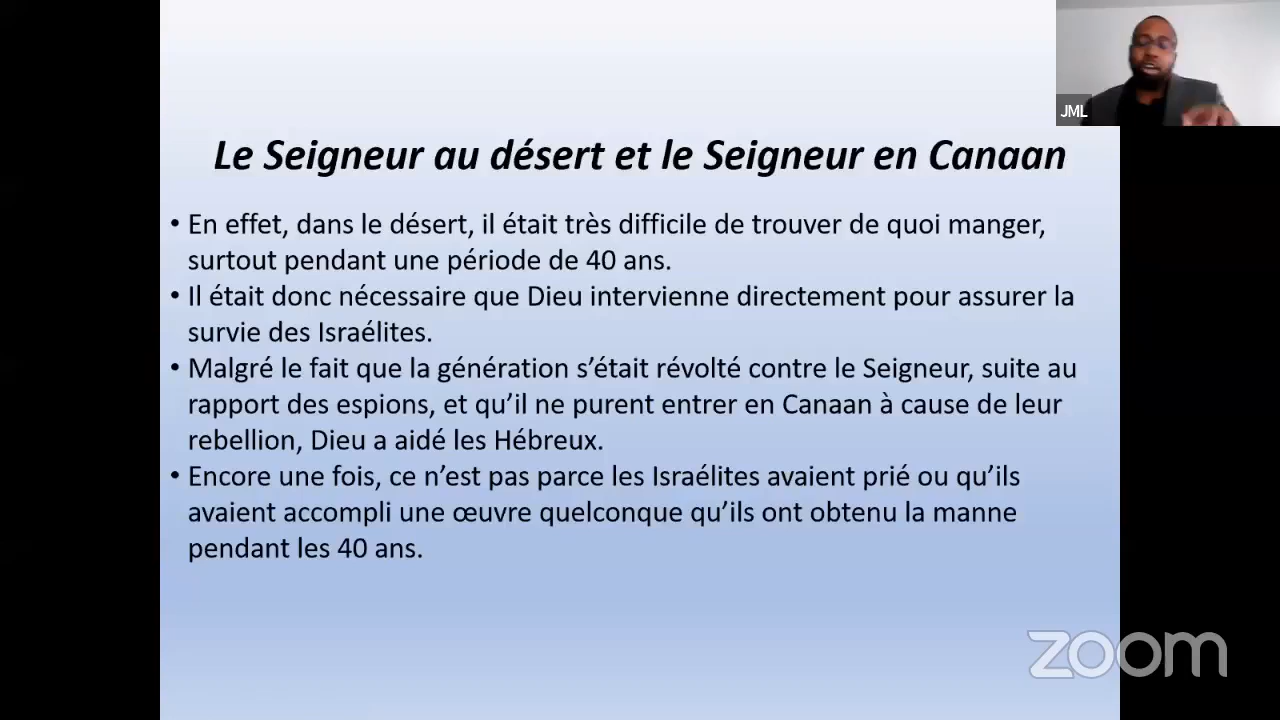 JML
Le Seigneur au désert et le Seigneur en Canaan
• En effet, dans le désert, il était très difficile de trouver de quoi manger,
surtout pendant une période de 40 ans.
• Il était donc nécessaire que Dieu intervienne directement pour assurer la
survie des Israélites.
• Malgré le fait que la génération s’était révolté contre le Seigneur, suite au
rapport des espions, et qu’il ne purent entrer en Canaan à cause de leur
rebellion, Dieu a aidé les Hébreux.
• Encore une fois, ce n’est pas parce les Israélites avaient prié ou qu’ils
avaient accompli une œuvre quelconque qu’ils ont obtenu la manne
pendant les 40 ans.
zoom